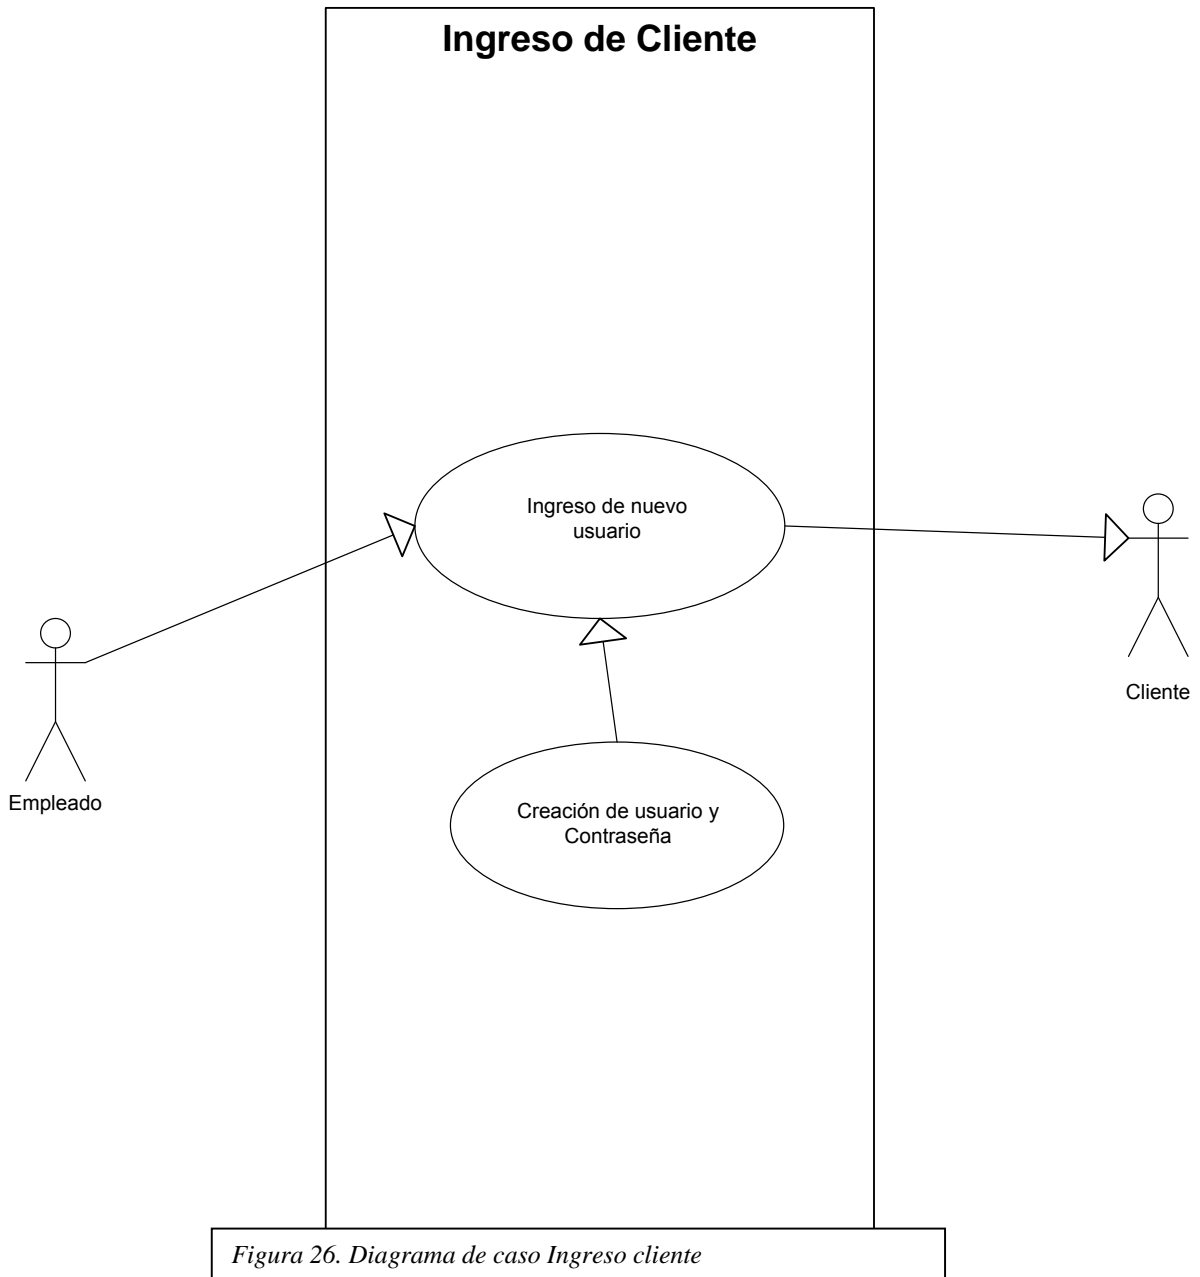 Ingreso de Cliente
Ingreso de nuevo
usuario
Cliente
Empleado
Creación de usuario y
Contraseña
Figura 26. Diagrama de caso Ingreso cliente